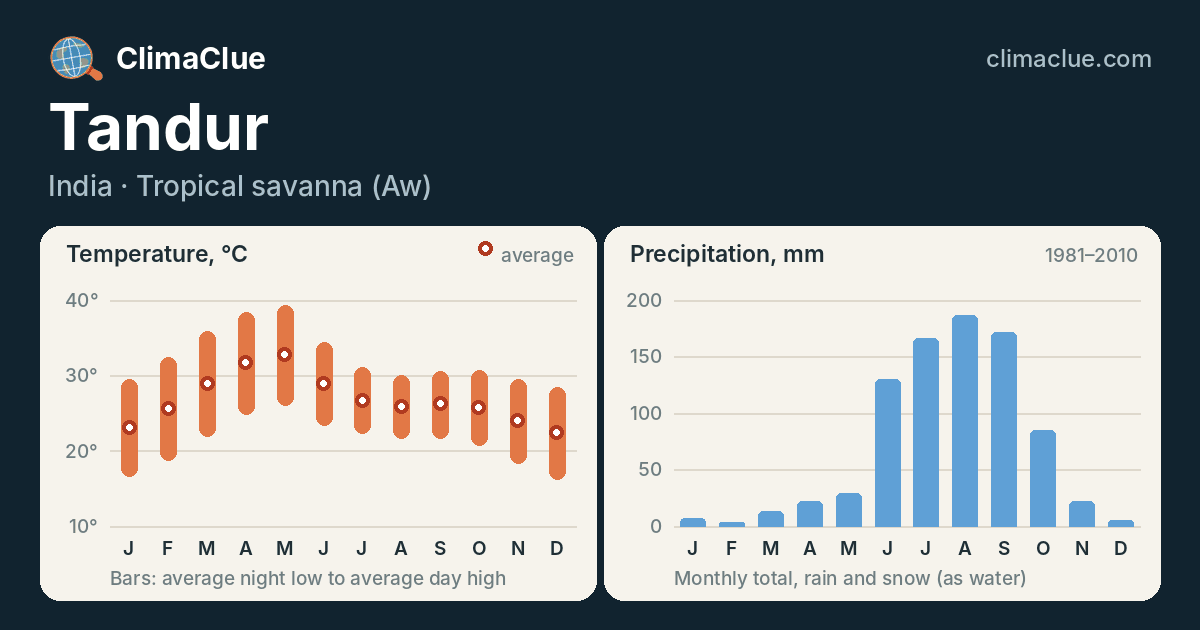 ClimaClue
climaclue.com
Tandur
India · Tropical savanna (Aw)
Temperature, °C
average
40°
30°
20°
10°
J F M A M J J A S O N D
Bars: average night low to average day high
Precipitation, mm
1981–2010
200
150
100
50
0
J F M A M J J A S O N D
Monthly total, rain and snow (as water)